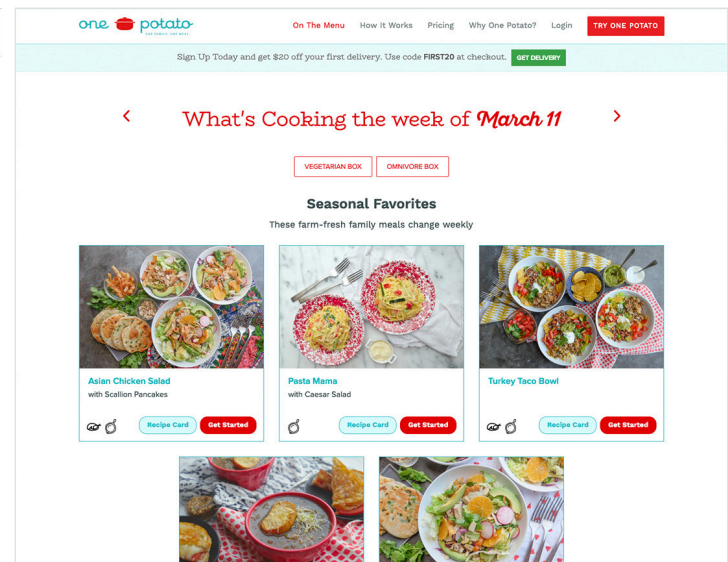 one potato
ONE FAMILY. ONE MEAL.
On The Menu How It Works Pricing Why One Potato? Login TRY ONE POTATO
Sign Up Today and get $20 off your first delivery. Use code FIRST20 at checkout. GET DELIVERY
What's Cooking the week of March 11
VEGETARIAN BOX OMNIVORE BOX
Seasonal Favorites
These farm-fresh family meals change weekly
Asian Chicken Salad
with Scallion Pancakes
Recipe Card Get Started
Pasta Mama
with Caesar Salad
Recipe Card Get Started
Turkey Taco Bowl
Recipe Card Get Started